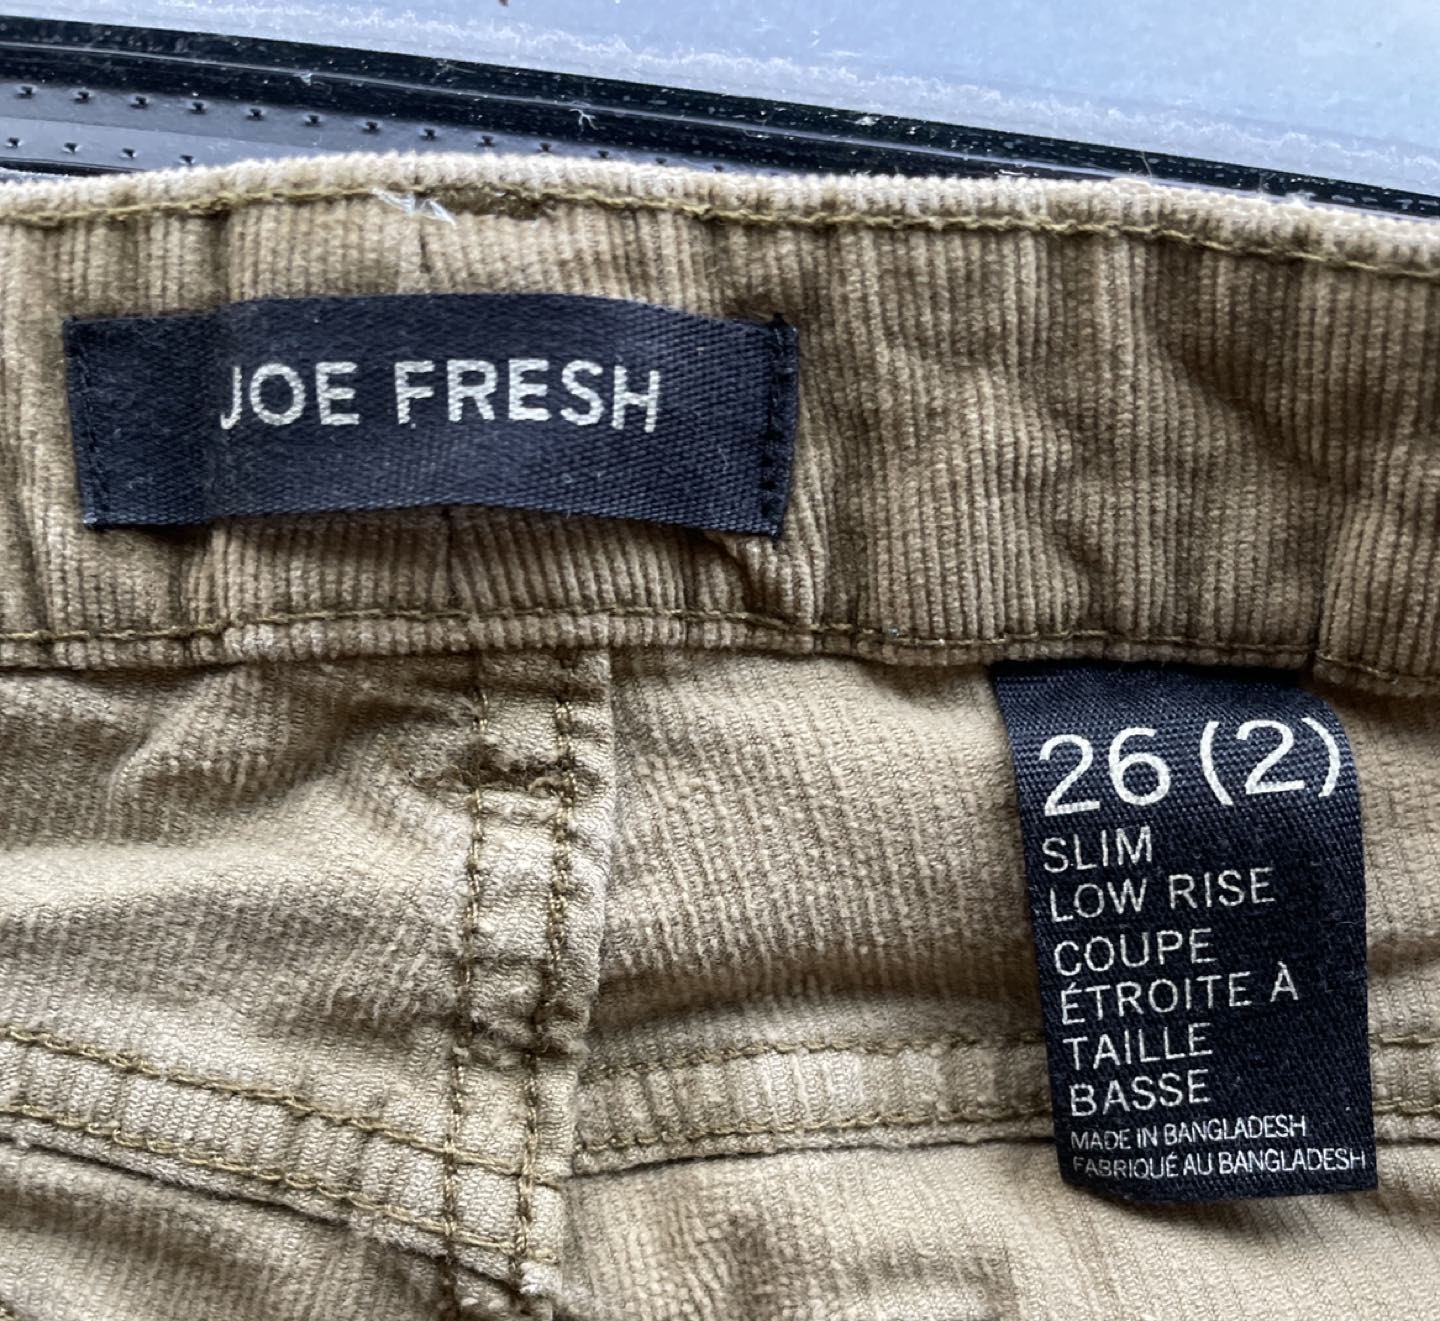 JOE FRESH
26 (2)
SLIM
LOW RISE
COUPE
ÉTROITE À
TAILLE
BASSE
MADE IN BANGLADESH
FABRIQUÉ AU BANGLADESH